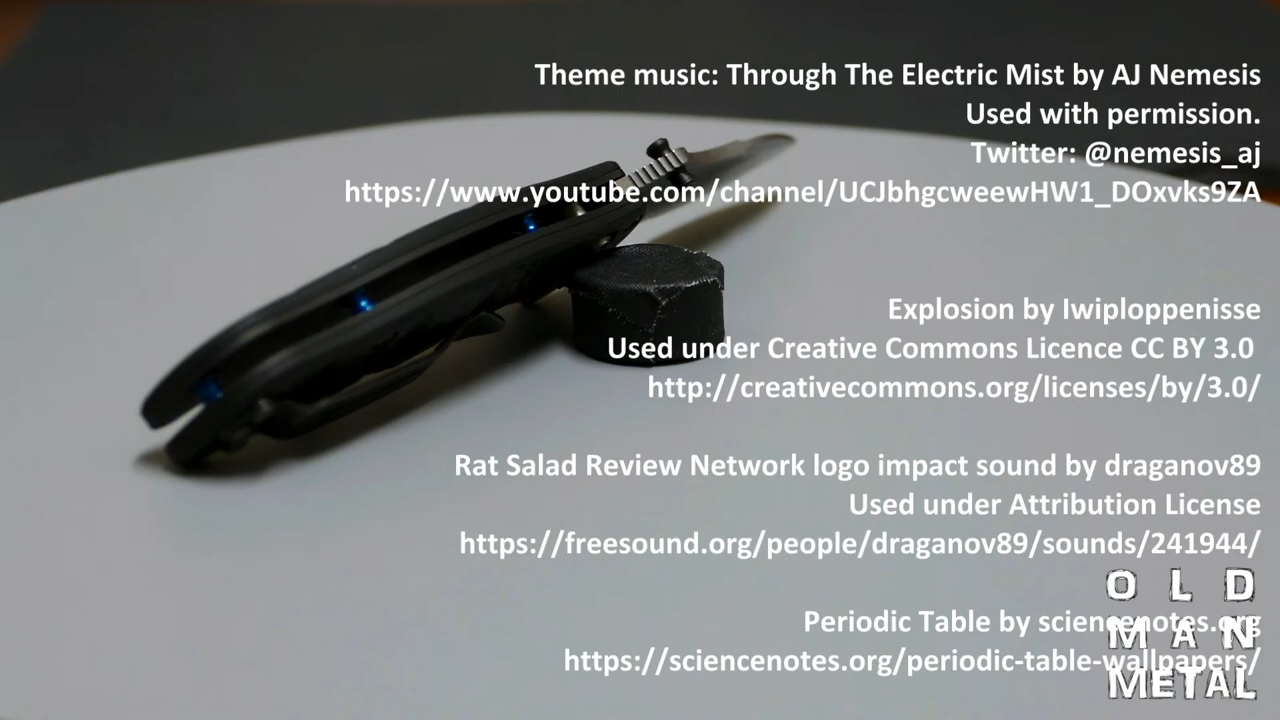 Theme music: Through The Electric Mist by AJ Nemesis
Used with permission.
Twitter: @nemesis_aj
https://www.youtube.com/channel/UCJbhgcweewHW1_DOxvks9ZA
Explosion by Iwiploppenisse
Used under Creative Commons Licence CC BY 3.0
http://creativecommons.org/licenses/by/3.0/
Rat Salad Review Network logo impact sound by draganov89
Used under Attribution License
https://freesound.org/people/draganov89/sounds/241944/
Periodic Table by sciencenotes.org
https://sciencenotes.org/periodic-table-wallpapers/
OLD
MAN
METAL